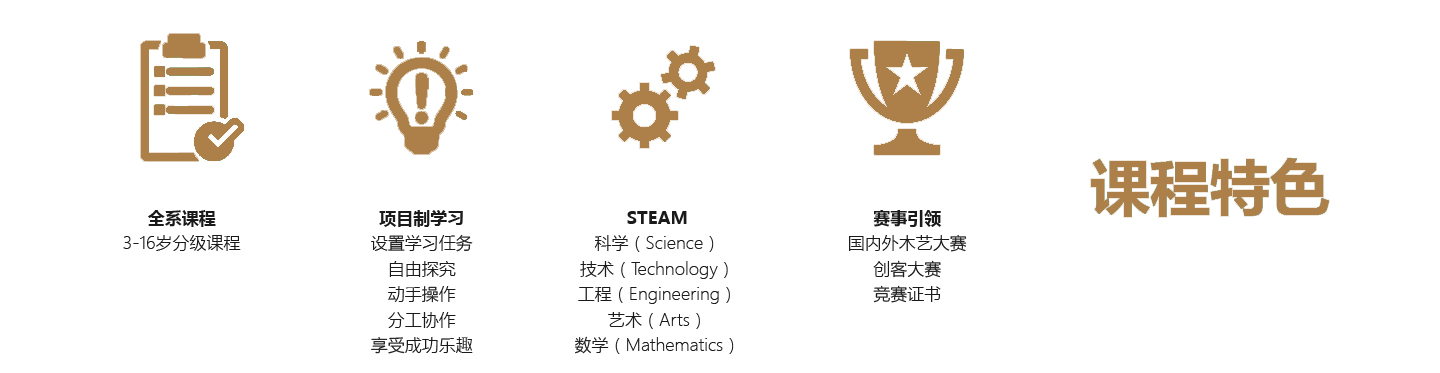 全系课程
3-16岁分级课程
项目制学习
设置学习任务
自由探究
动手操作
分工协作
享受成功乐趣
STEAM
科学（Science）
技术（Technology）
工程（Engineering）
艺术（Arts）
数学（Mathematics）
赛事引领
国内外木艺大赛
创客大赛
竞赛证书
课程特色